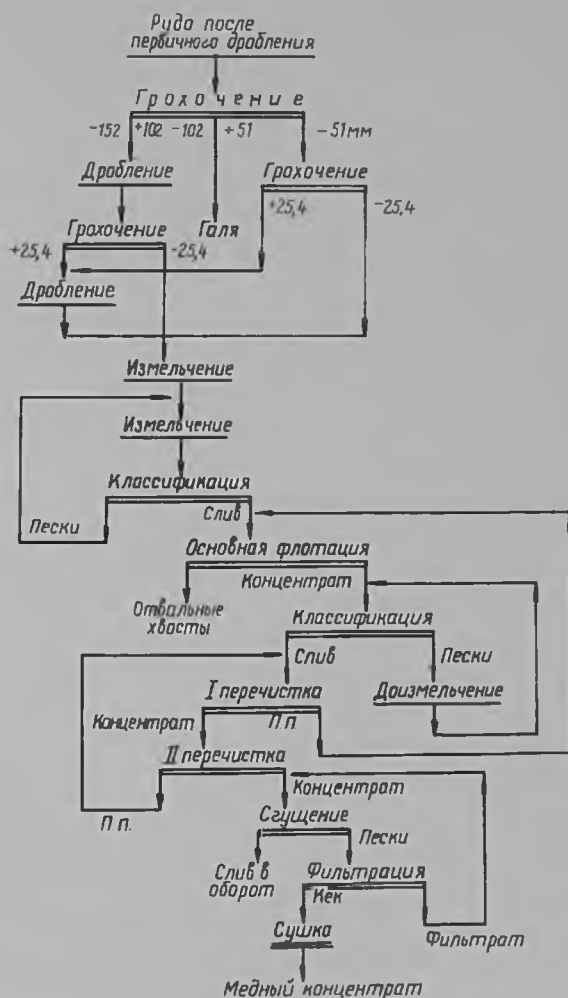 Руда после
первичного дробления
Грохочение
-152 +102 -102 +51 -51мм
Дробление
Грохочение
+25,4 -25,4
Галя
Грохочение
+25,4 -25,4
Дробление
Измельчение
Измельчение
Классификация
Пески
Слив
Основная флотация
Концентрат
Отвальные
хвосты
Классификация
Слив
Пески
Доизмельчение
I перечистка
Концентрат
П.п.
II перечистка
Концентрат
П.п.
Сгущение
Пески
Слив в
оборот
Фильтрация
Кек
Фильтрат
Сушка
Медный концентрат